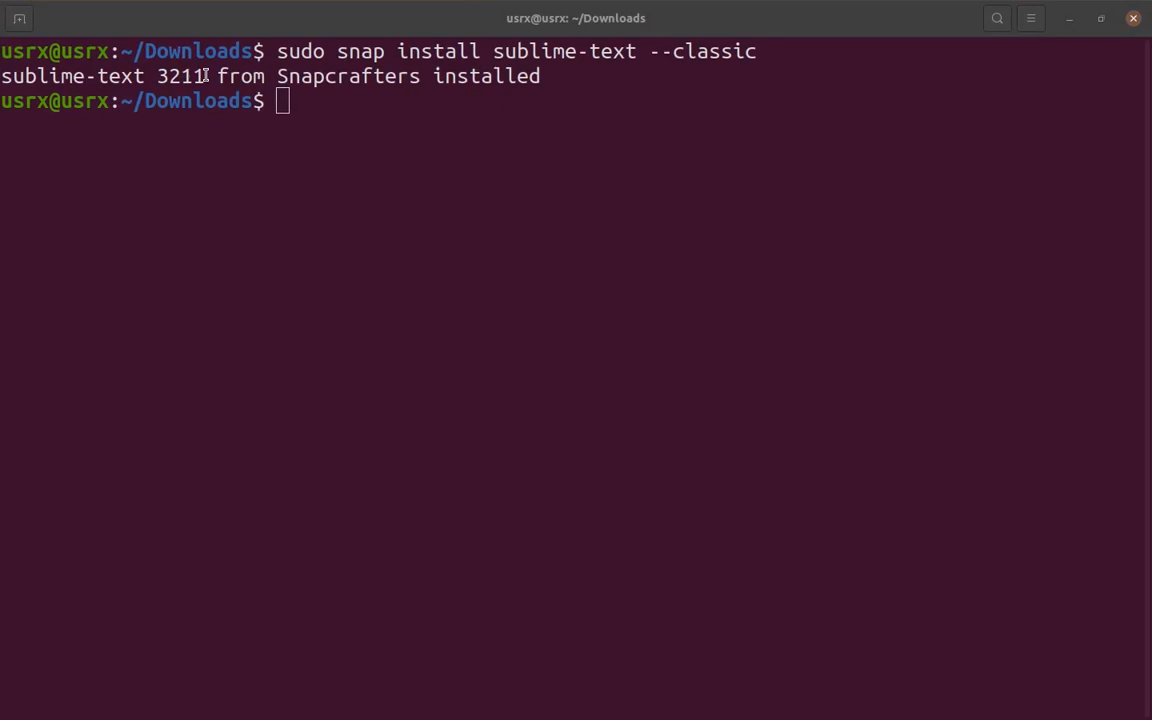 usrx@usrx: ~/Downloads
usrx@usrx:~/Downloads$ sudo snap install sublime-text --classic
sublime-text 3211 from Snapcrafters installed
usrx@usrx:~/Downloads$